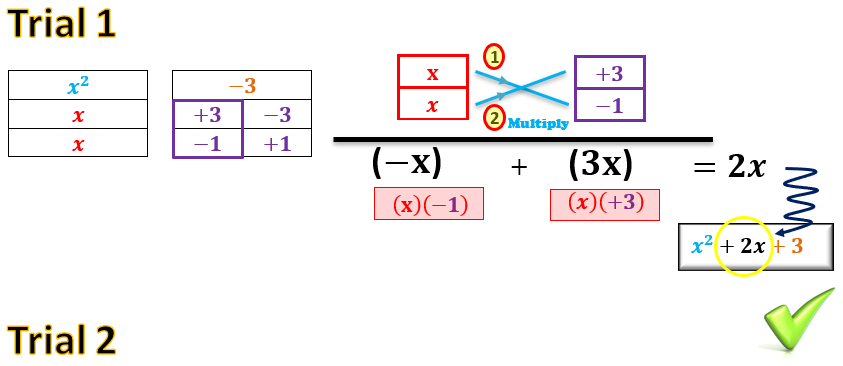 Trial 1
x² −3
x +3 −3
x −1 +1
1
x +3
x −1
2 Multiply
(−x) + (3x) = 2x
(x)(−1) (x)(+3)
x² + 2x + 3
Trial 2